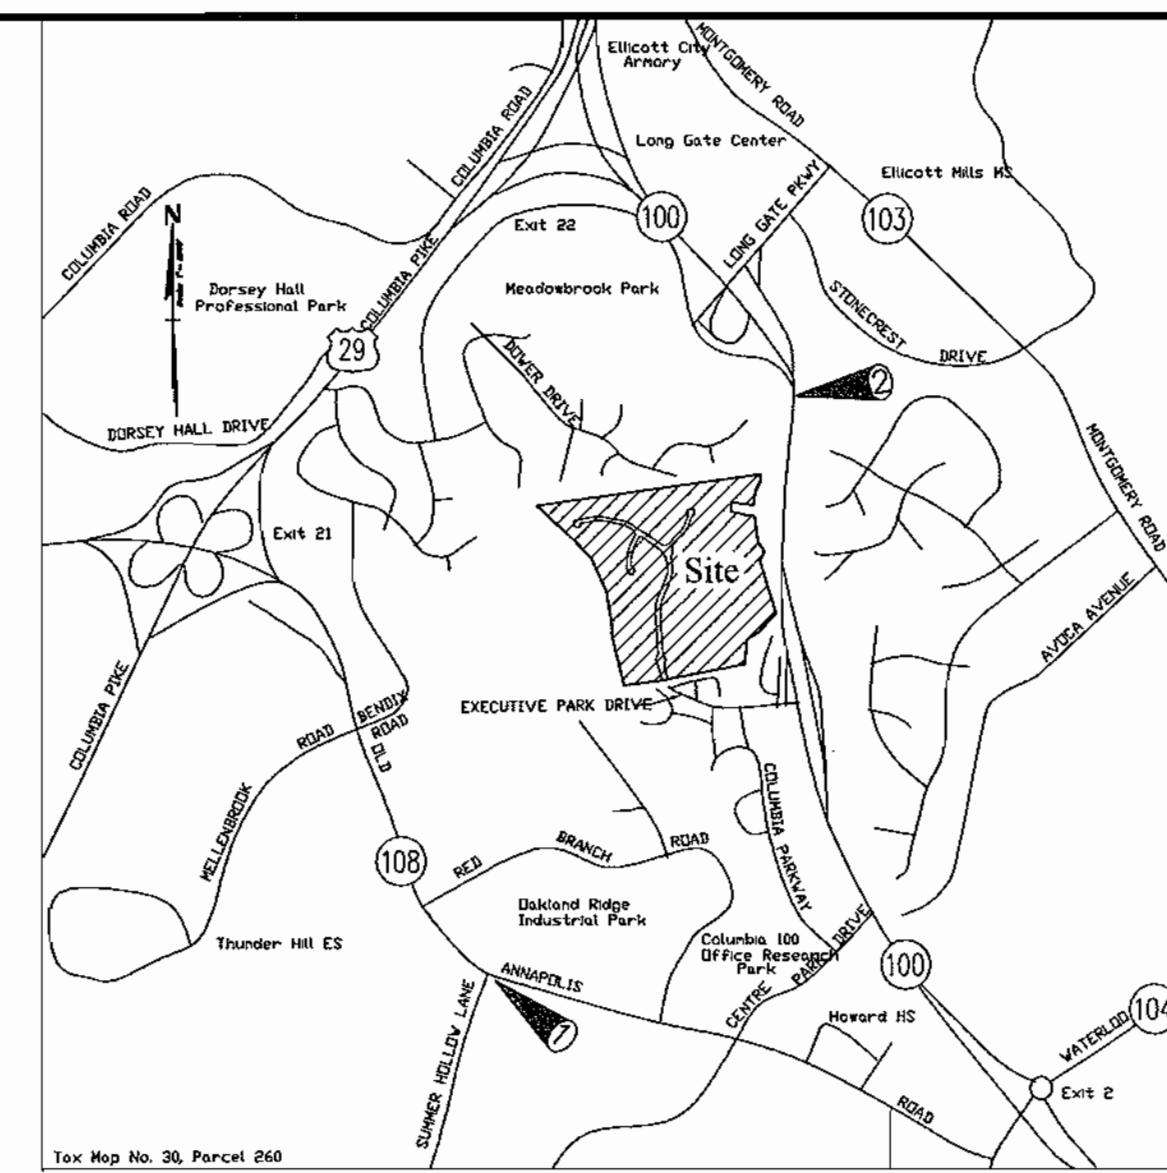 Ellicott City
Armory
MONTGOMERY ROAD
COLUMBIA ROAD
Long Gate Center
Ellicott Mills MS
LONG GATE PKWY
COLUMBIA ROAD
N
100
103
Exit 22
COLUMBIA PIKE
Dorsey Hall
Professional Park
Meadowbrook Park
STONECREST
DRIVE
29
DOWER DRIVE
2
DORSEY HALL DRIVE
MONTGOMERY ROAD
Exit 21
Site
AVOCA AVENUE
COLUMBIA PIKE
EXECUTIVE PARK DRIVE
BENDIX
ROAD
ROAD
OLD
MELLENBROOK
COLUMBIA PARKWAY
108
RED
BRANCH
ROAD
Oakland Ridge
Industrial Park
Thunder Hill ES
Columbia 100
Office Research
Park
CENTRE PARK DRIVE
100
ANNAPOLIS
SUMMER HOLLOW LANE
1
Howard HS
WATERLOO
104
Exit 2
ROAD
Tax Map No. 30, Parcel 260